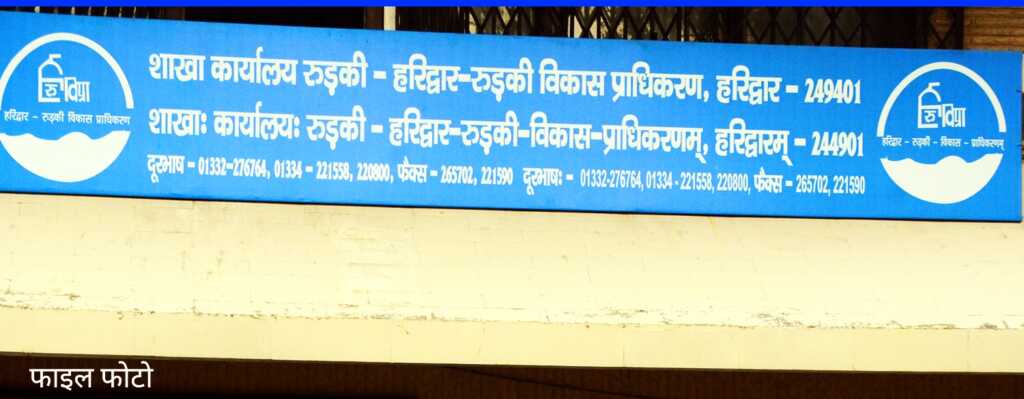 रुविप्रा
हरिद्वार - रुड़की विकास प्राधिकरण
शाखा कार्यालय रुड़की - हरिद्वार-रुड़की विकास प्राधिकरण, हरिद्वार - 249401
शाखाः कार्यालयः रुड़की - हरिद्वार-रुड़की-विकास-प्राधिकरणम्, हरिद्वारम् - 244901
दूरभाष - 01332-276764, 01334 - 221558, 220800, फैक्स - 265702, 221590 दूरभाषः - 01332-276764, 01334 - 221558, 220800, फैक्स - 265702, 221590
हरिद्वार - रुड़की - विकास - प्राधिकरणम्
फाइल फोटो